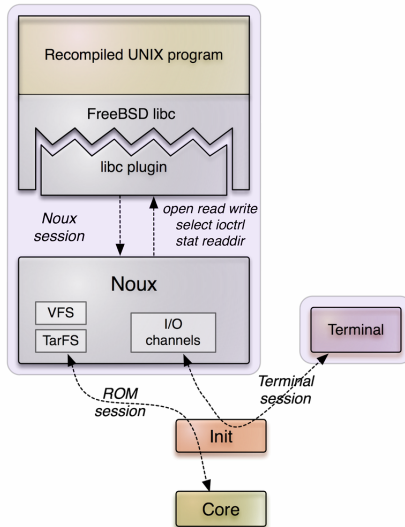 Recompiled UNIX program
FreeBSD libc
libc plugin
Noux
session
open read write
select ioctrl
stat readdir
Noux
VFS
TarFS
I/O
channels
Terminal
ROM
session
Terminal
session
Init
Core